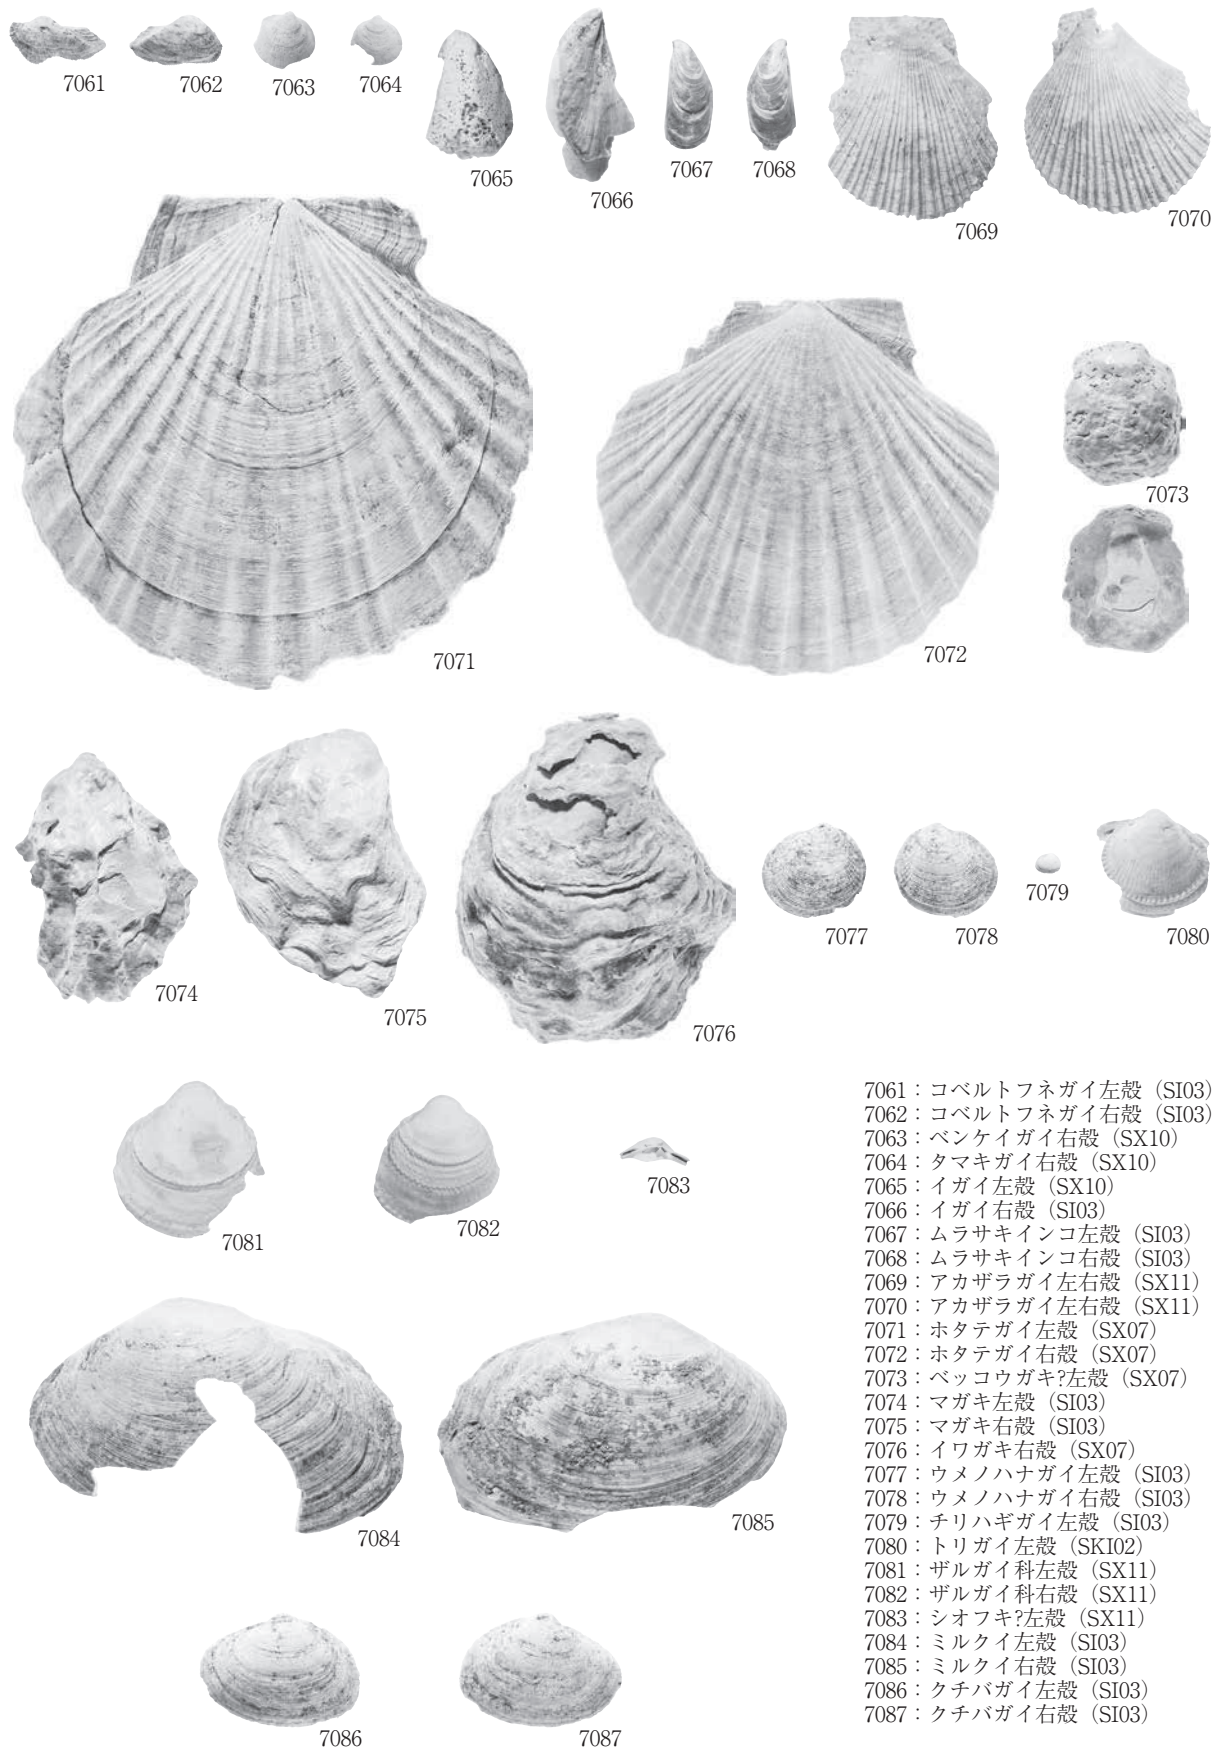 7061
7062
7063
7064
7065
7066
7067
7068
7069
7070
7071
7072
7073
7074
7075
7076
7077
7078
7079
7080
7081
7082
7083
7084
7085
7086
7087
7061：コベルトフネガイ左殻（SI03）
7062：コベルトフネガイ右殻（SI03）
7063：ベンケイガイ右殻（SX10）
7064：タマキガイ右殻（SX10）
7065：イガイ左殻（SX10）
7066：イガイ右殻（SI03）
7067：ムラサキインコ左殻（SI03）
7068：ムラサキインコ右殻（SI03）
7069：アカザラガイ左右殻（SX11）
7070：アカザラガイ左右殻（SX11）
7071：ホタテガイ左殻（SX07）
7072：ホタテガイ右殻（SX07）
7073：ベッコウガキ?左殻（SX07）
7074：マガキ左殻（SI03）
7075：マガキ右殻（SI03）
7076：イワガキ右殻（SX07）
7077：ウメノハナガイ左殻（SI03）
7078：ウメノハナガイ右殻（SI03）
7079：チリハギガイ左殻（SI03）
7080：トリガイ左殻（SKI02）
7081：ザルガイ科左殻（SX11）
7082：ザルガイ科右殻（SX11）
7083：シオフキ?左殻（SX11）
7084：ミルクイ左殻（SI03）
7085：ミルクイ右殻（SI03）
7086：クチバガイ左殻（SI03）
7087：クチバガイ右殻（SI03）